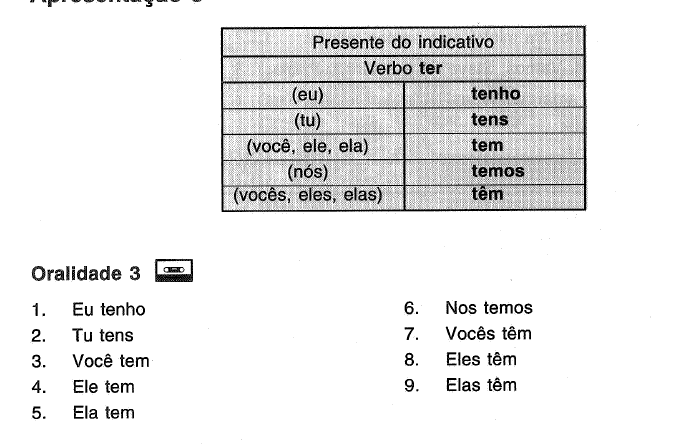 Presente do indicativo
Verbo ter
(eu) tenho
(tu) tens
(você, ele, ela) tem
(nós) temos
(vocês, eles, elas) têm
Oralidade 3
1. Eu tenho
2. Tu tens
3. Você tem
4. Ele tem
5. Ela tem
6. Nos temos
7. Vocês têm
8. Eles têm
9. Elas têm